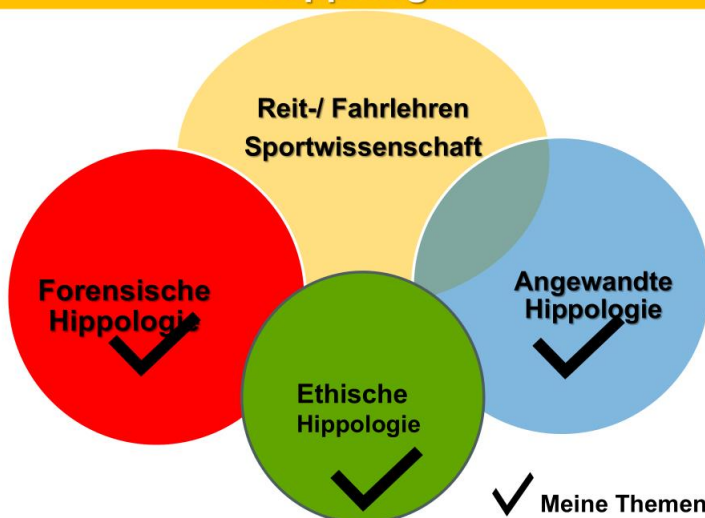 Reit-/ Fahrlehren
Sportwissenschaft
Forensische
Hippologie
Angewandte
Hippologie
Ethische
Hippologie
Meine Themen